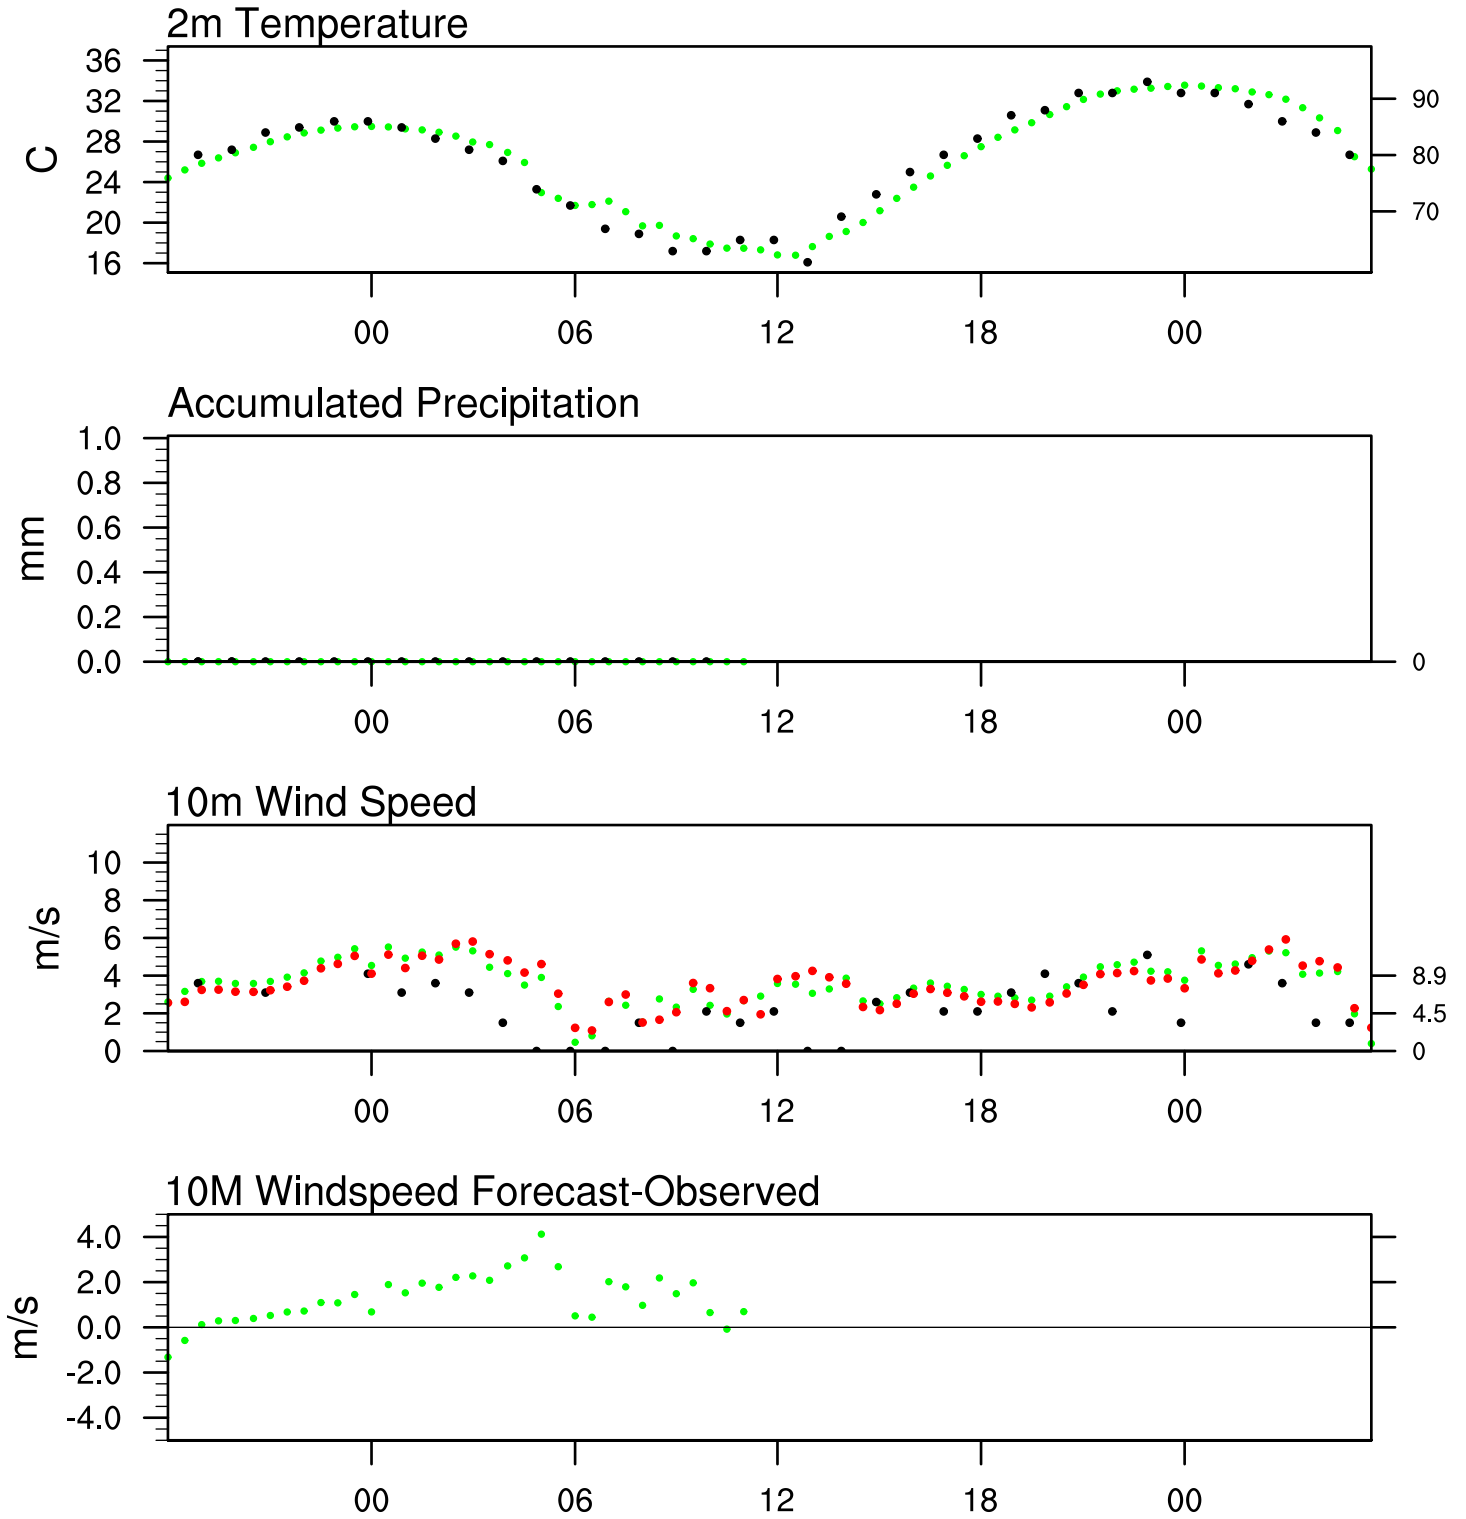 2m Temperature
36
32
28
24
20
16
C
90
80
70
00 06 12 18 00
Accumulated Precipitation
1.0
0.8
0.6
0.4
0.2
0.0
mm
0
00 06 12 18 00
10m Wind Speed
10
8
6
4
2
0
m/s
8.9
4.5
0
00 06 12 18 00
10M Windspeed Forecast-Observed
4.0
2.0
0.0
-2.0
-4.0
m/s
00 06 12 18 00